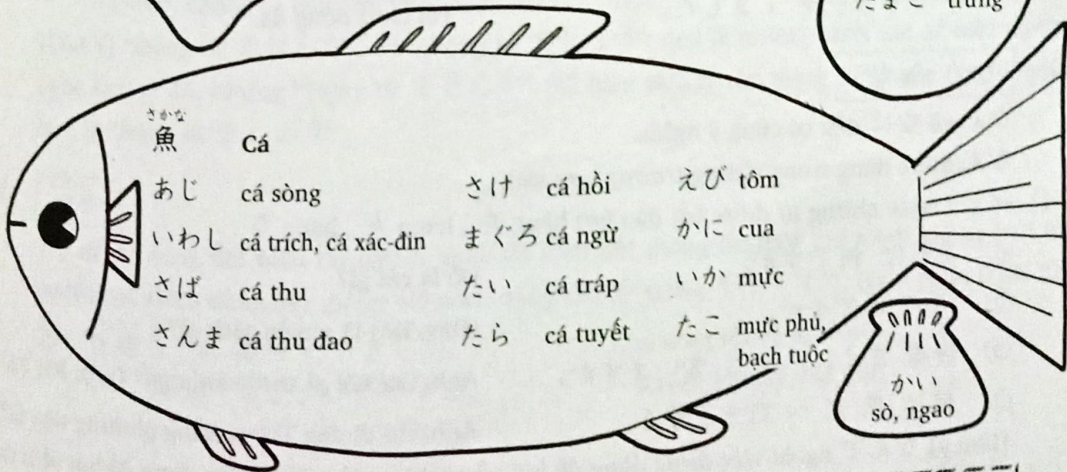 たまご trứng
さかな
魚 Cá
あじ cá sòng
いわし cá trích, cá xác-đin
さば cá thu
さんま cá thu đao
さけ cá hồi
まぐろ cá ngừ
たい cá tráp
たら cá tuyết
えび tôm
かに cua
いか mực
たこ mực phủ,
bạch tuộc
かい
sò, ngao